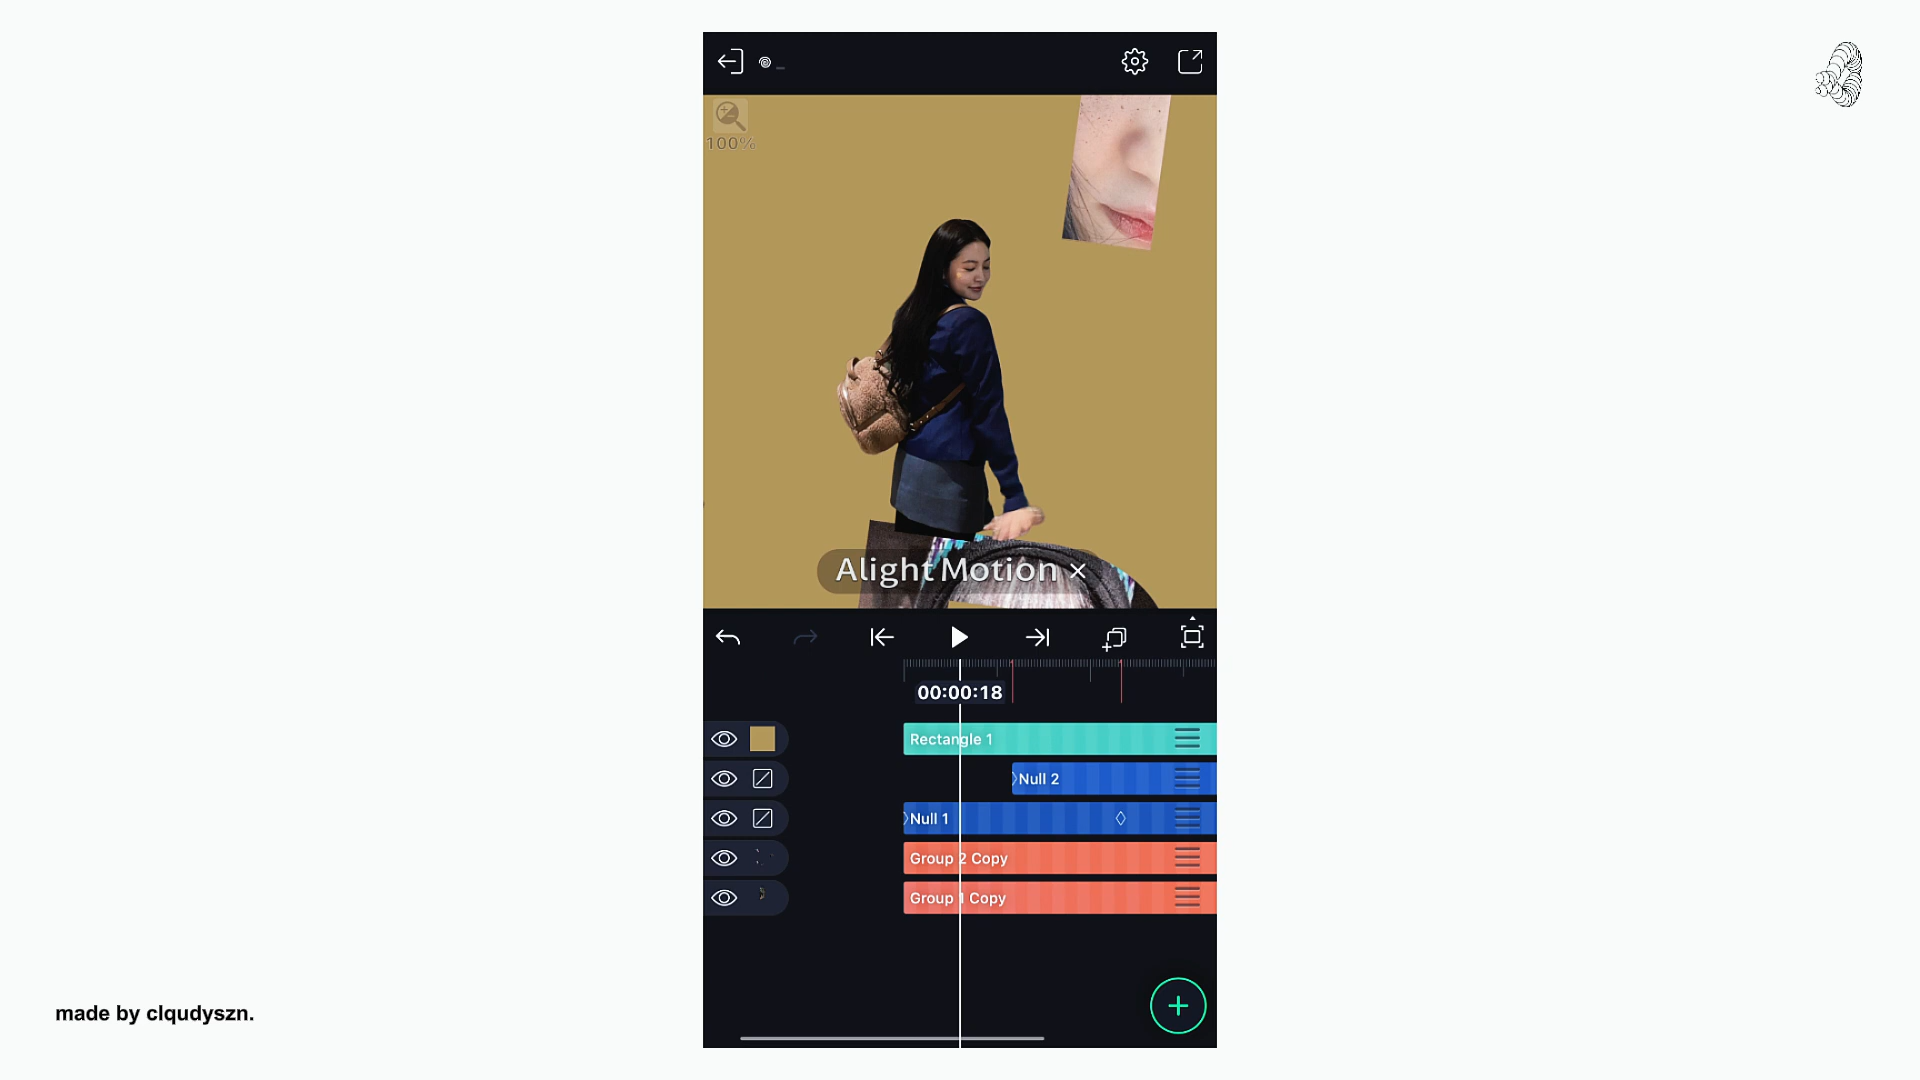 100%
Alight Motion ×
00:00:18
Rectangle 1
Null 2
Null 1
Group 2 Copy
Group 1 Copy
made by clqudyszn.